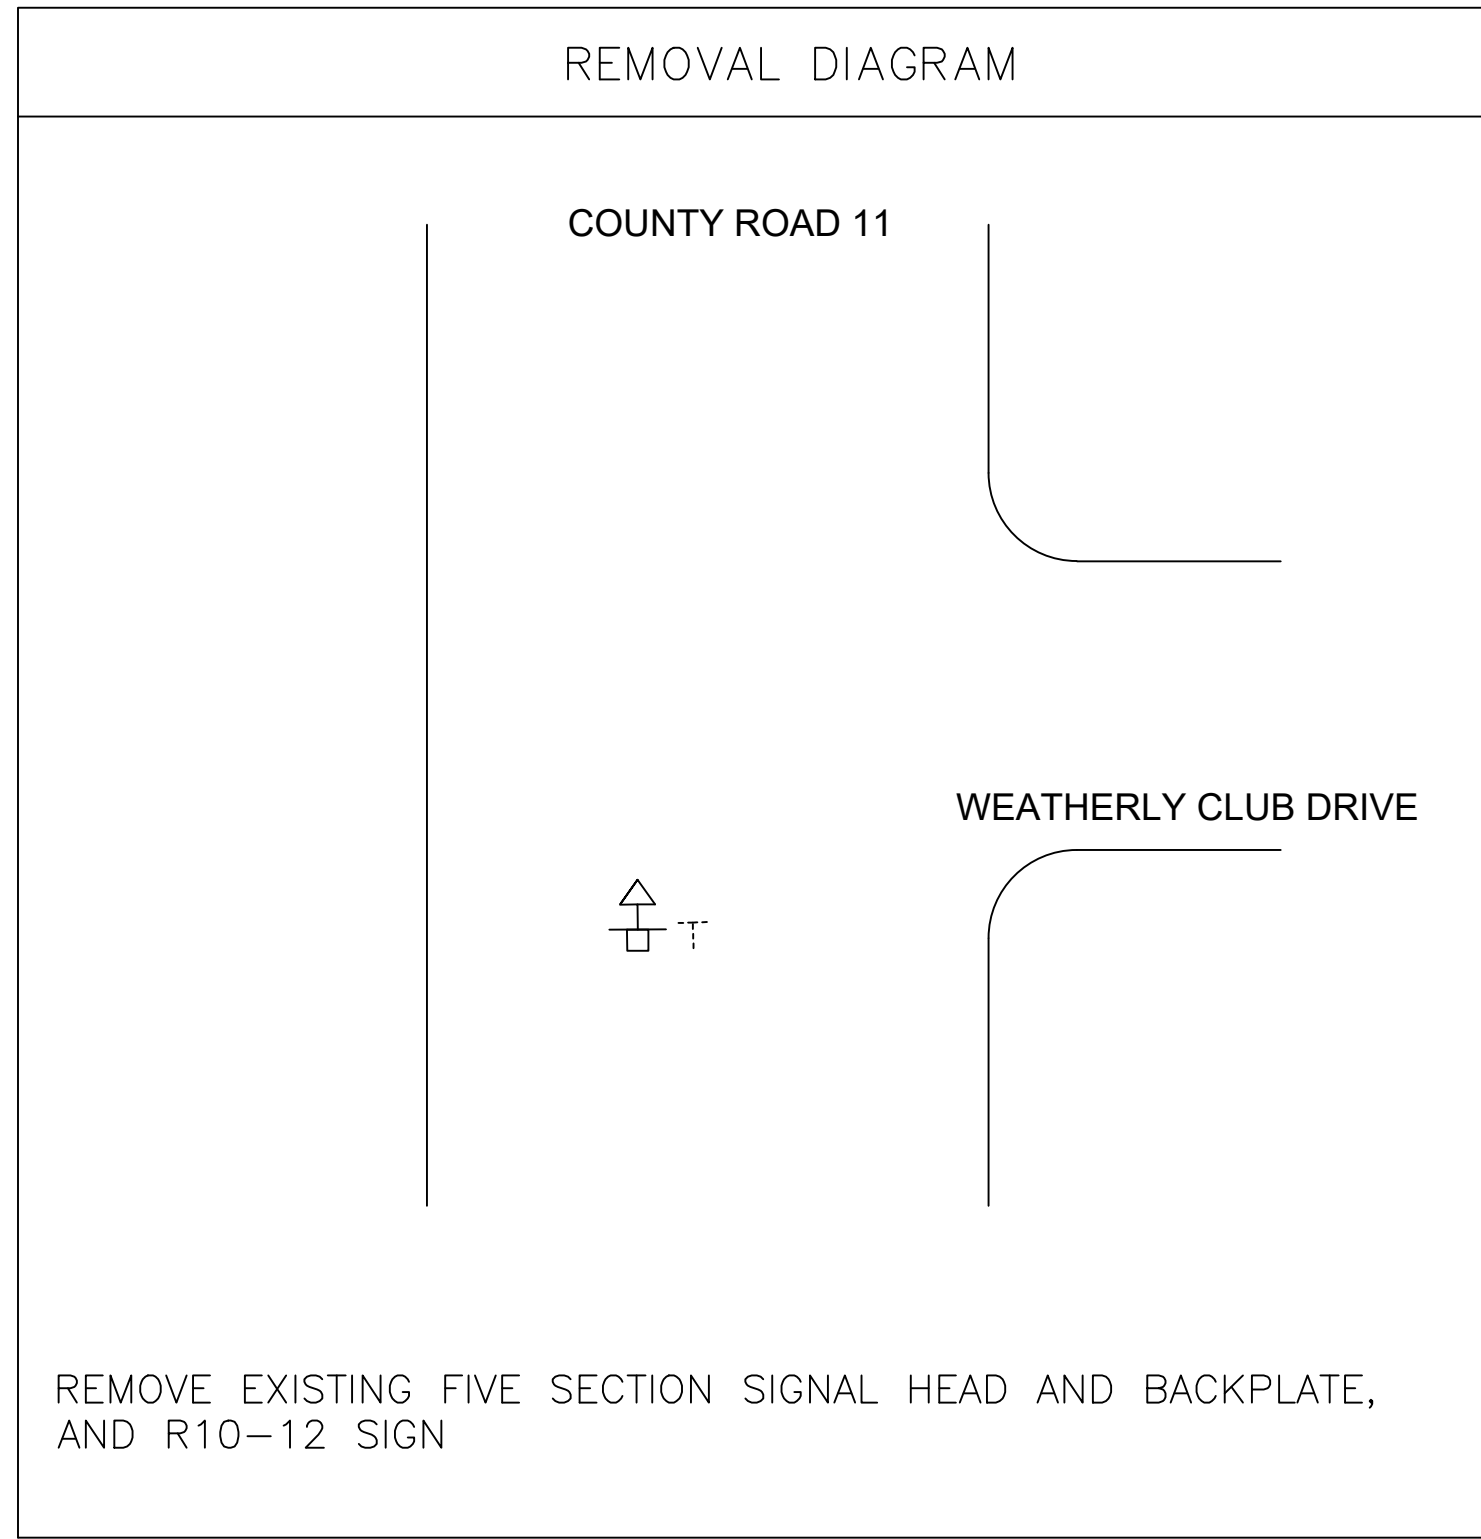 REMOVAL DIAGRAM
COUNTY ROAD 11
WEATHERLY CLUB DRIVE
REMOVE EXISTING FIVE SECTION SIGNAL HEAD AND BACKPLATE,
AND R10-12 SIGN